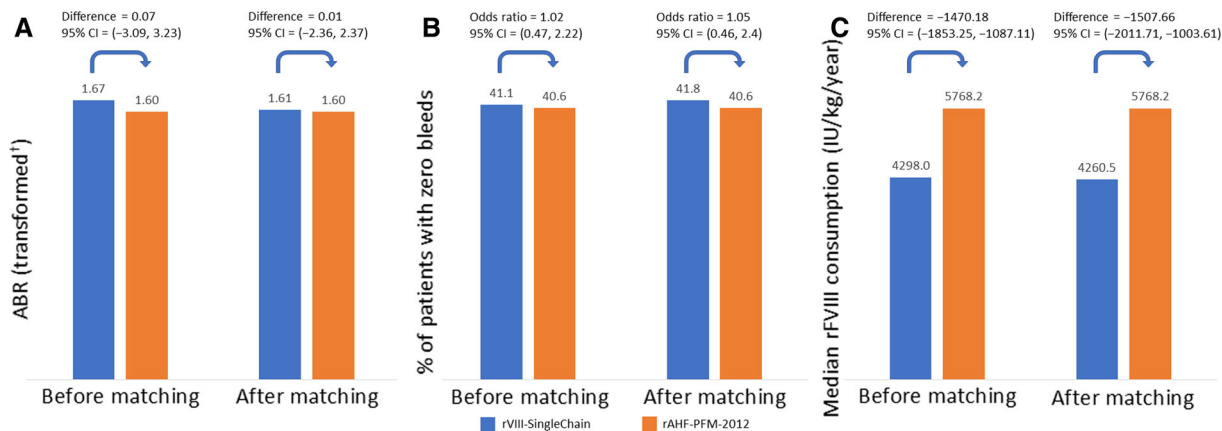 A
Difference = 0.07
95% CI = (−3.09, 3.23)
Difference = 0.01
95% CI = (−2.36, 2.37)
ABR (transformed†)
1.67
1.60
1.61
1.60
Before matching
After matching
B
Odds ratio = 1.02
95% CI = (0.47, 2.22)
Odds ratio = 1.05
95% CI = (0.46, 2.4)
% of patients with zero bleeds
41.1
40.6
41.8
40.6
Before matching
After matching
C
Difference = −1470.18
95% CI = (−1853.25, −1087.11)
Difference = −1507.66
95% CI = (−2011.71, −1003.61)
Median rFVIII consumption (IU/kg/year)
4298.0
5768.2
4260.5
5768.2
Before matching
After matching
rVIII-SingleChain
rAHF-PFM-2012